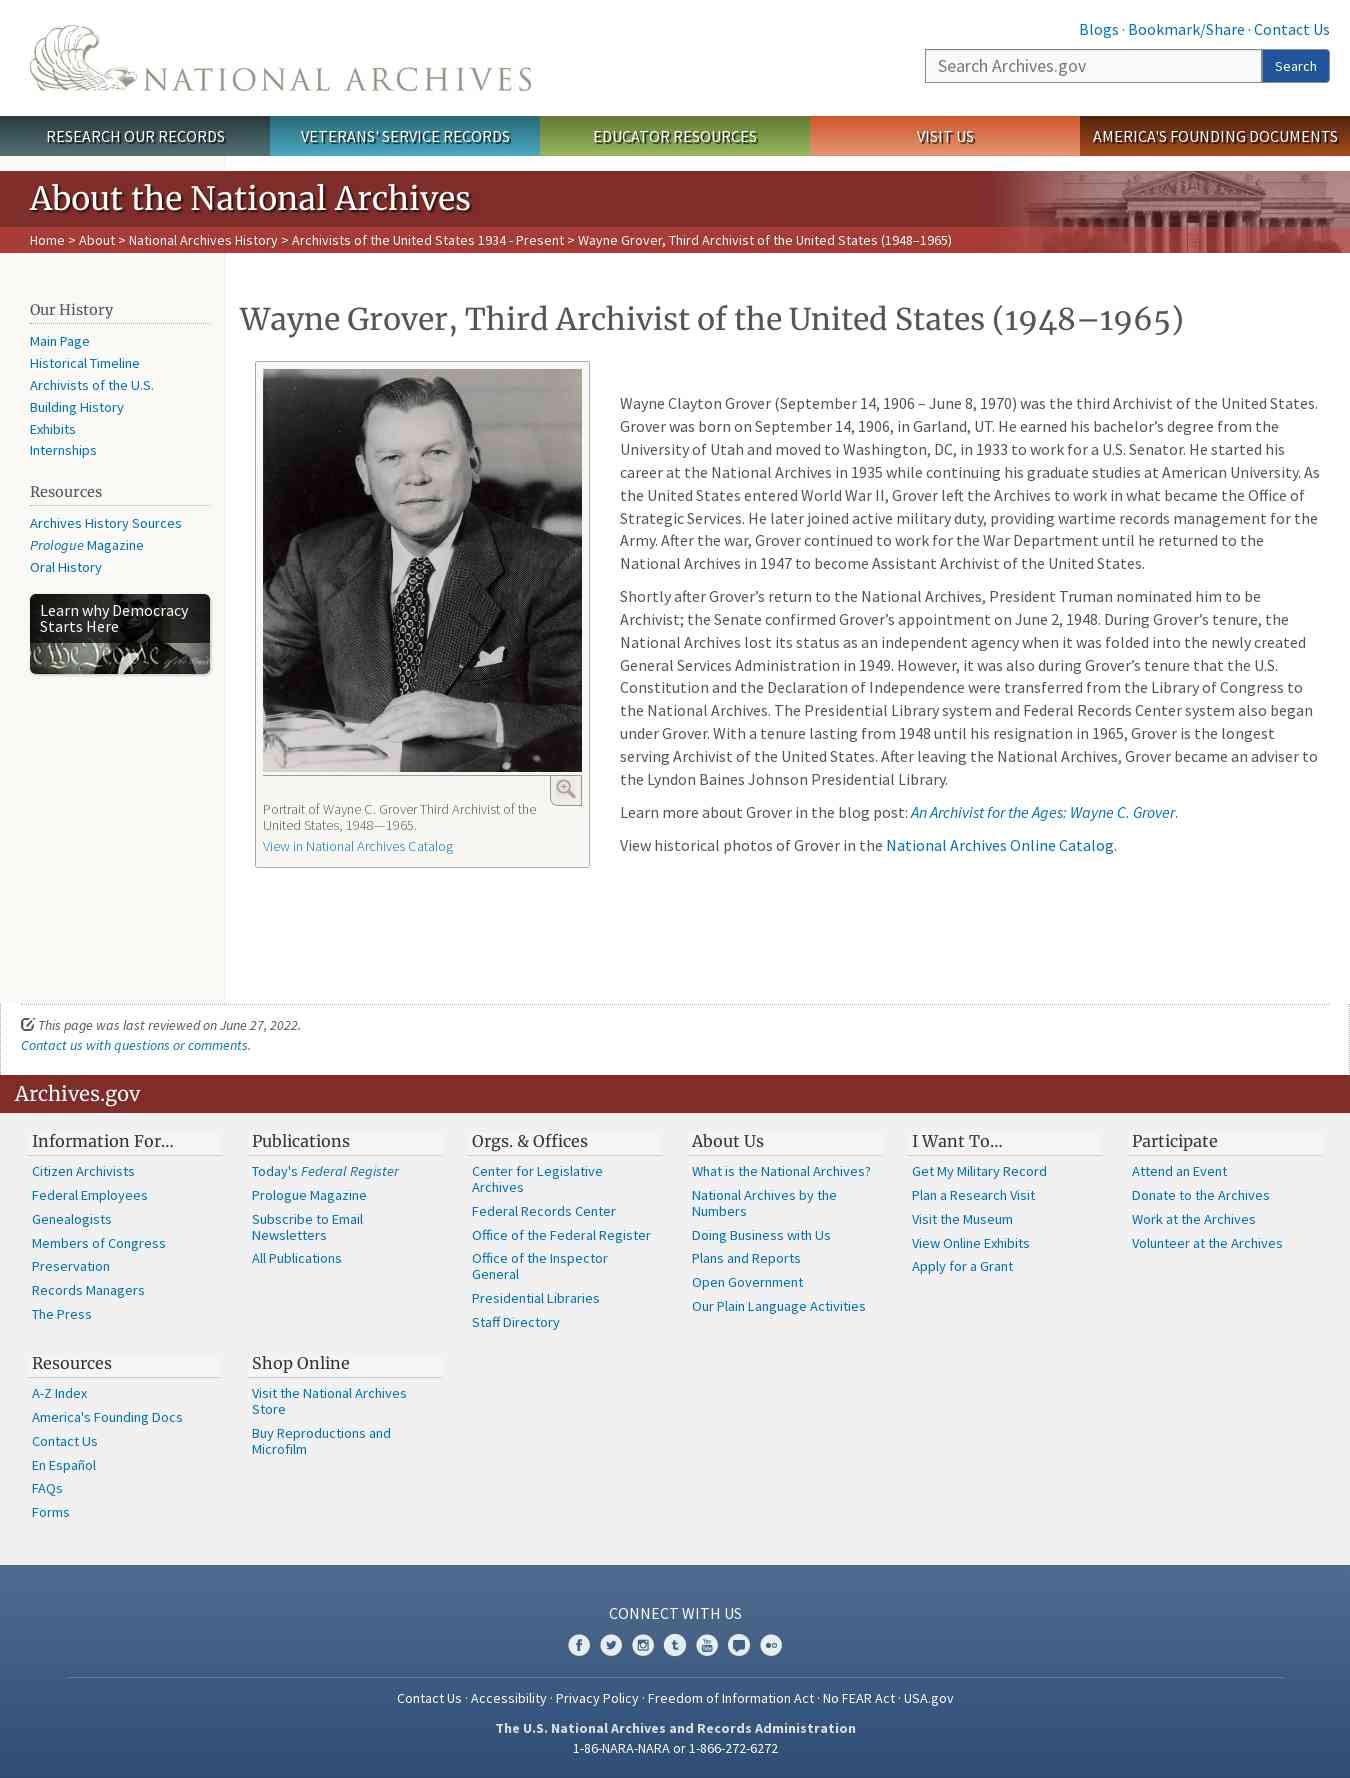 Blogs · Bookmark/Share · Contact Us
NATIONAL ARCHIVES
Search Archives.gov
Search
RESEARCH OUR RECORDS
VETERANS' SERVICE RECORDS
EDUCATOR RESOURCES
VISIT US
AMERICA'S FOUNDING DOCUMENTS
About the National Archives
Home > About > National Archives History > Archivists of the United States 1934 - Present > Wayne Grover, Third Archivist of the United States (1948–1965)
Our History
Main Page
Historical Timeline
Archivists of the U.S.
Building History
Exhibits
Internships
Resources
Archives History Sources
Prologue Magazine
Oral History
Learn why Democracy
Starts Here
e the People
Wayne Grover, Third Archivist of the United States (1948–1965)
Portrait of Wayne C. Grover Third Archivist of the
United States, 1948—1965.
View in National Archives Catalog
Wayne Clayton Grover (September 14, 1906 – June 8, 1970) was the third Archivist of the United States.
Grover was born on September 14, 1906, in Garland, UT. He earned his bachelor’s degree from the
University of Utah and moved to Washington, DC, in 1933 to work for a U.S. Senator. He started his
career at the National Archives in 1935 while continuing his graduate studies at American University. As
the United States entered World War II, Grover left the Archives to work in what became the Office of
Strategic Services. He later joined active military duty, providing wartime records management for the
Army. After the war, Grover continued to work for the War Department until he returned to the
National Archives in 1947 to become Assistant Archivist of the United States.
Shortly after Grover’s return to the National Archives, President Truman nominated him to be
Archivist; the Senate confirmed Grover’s appointment on June 2, 1948. During Grover’s tenure, the
National Archives lost its status as an independent agency when it was folded into the newly created
General Services Administration in 1949. However, it was also during Grover’s tenure that the U.S.
Constitution and the Declaration of Independence were transferred from the Library of Congress to
the National Archives. The Presidential Library system and Federal Records Center system also began
under Grover. With a tenure lasting from 1948 until his resignation in 1965, Grover is the longest
serving Archivist of the United States. After leaving the National Archives, Grover became an adviser to
the Lyndon Baines Johnson Presidential Library.
Learn more about Grover in the blog post: An Archivist for the Ages: Wayne C. Grover.
View historical photos of Grover in the National Archives Online Catalog.
This page was last reviewed on June 27, 2022.
Contact us with questions or comments.
Archives.gov
Information For…
Citizen Archivists
Federal Employees
Genealogists
Members of Congress
Preservation
Records Managers
The Press
Publications
Today's Federal Register
Prologue Magazine
Subscribe to Email
Newsletters
All Publications
Orgs. & Offices
Center for Legislative
Archives
Federal Records Center
Office of the Federal Register
Office of the Inspector
General
Presidential Libraries
Staff Directory
About Us
What is the National Archives?
National Archives by the
Numbers
Doing Business with Us
Plans and Reports
Open Government
Our Plain Language Activities
I Want To…
Get My Military Record
Plan a Research Visit
Visit the Museum
View Online Exhibits
Apply for a Grant
Participate
Attend an Event
Donate to the Archives
Work at the Archives
Volunteer at the Archives
Resources
A-Z Index
America's Founding Docs
Contact Us
En Español
FAQs
Forms
Shop Online
Visit the National Archives
Store
Buy Reproductions and
Microfilm
CONNECT WITH US
Contact Us · Accessibility · Privacy Policy · Freedom of Information Act · No FEAR Act · USA.gov
The U.S. National Archives and Records Administration
1-86-NARA-NARA or 1-866-272-6272